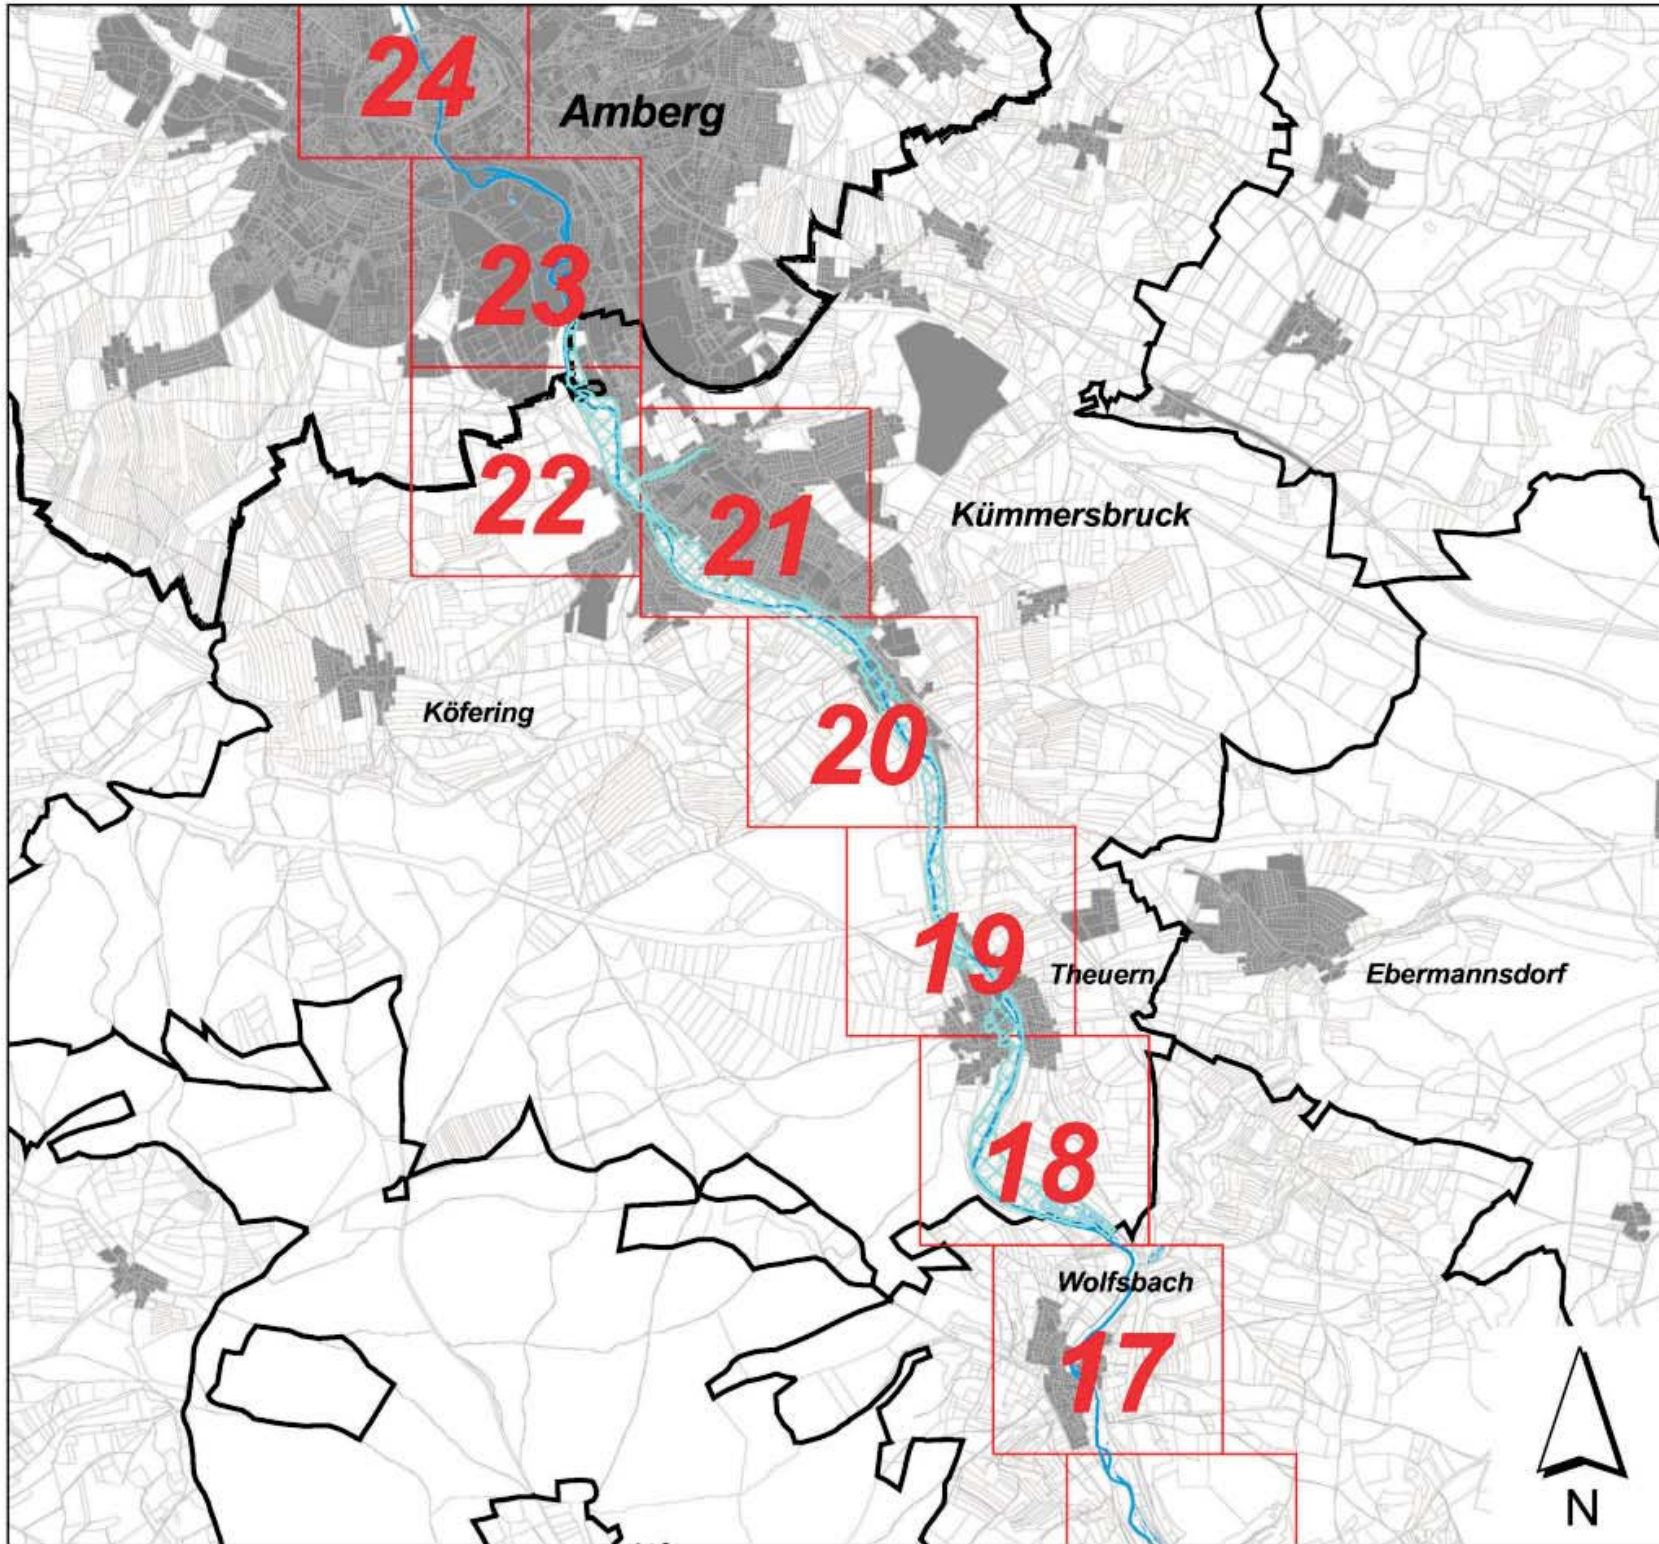 24
Amberg
23
22
21
Kümmersbruck
Köfering
20
19
Theuern
Ebermannsdorf
18
Wolfsbach
17
N